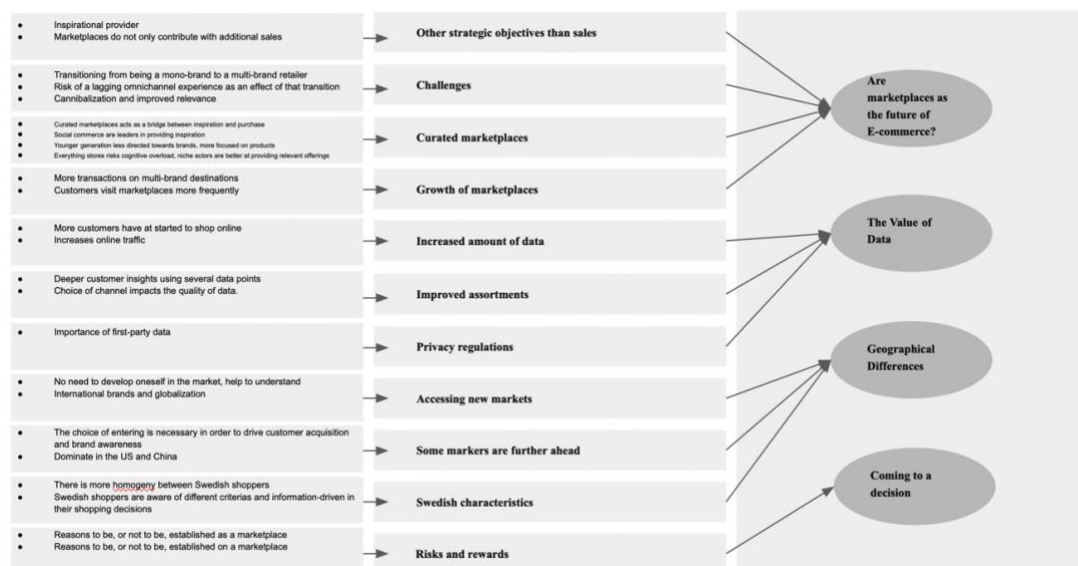 Inspirational provider
Marketplaces do not only contribute with additional sales
Other strategic objectives than sales
Transitioning from being a mono-brand to a multi-brand retailer
Risk of a lagging omnichannel experience as an effect of that transition
Cannibalization and improved relevance
Challenges
Curated marketplaces acts as a bridge between inspiration and purchase
Social commerce are leaders in providing inspiration
Younger generation less directed towards brands, more focused on products
Everything stores risks cognitive overload, niche actors are better at providing relevant offerings
Curated marketplaces
More transactions on multi-brand destinations
Customers visit marketplaces more frequently
Growth of marketplaces
Are
marketplaces as
the future of
E-commerce?
More customers have at started to shop online
Increases online traffic
Increased amount of data
Deeper customer insights using several data points
Choice of channel impacts the quality of data.
Improved assortments
Importance of first-party data
Privacy regulations
The Value of
Data
No need to develop oneself in the market, help to understand
International brands and globalization
Accessing new markets
The choice of entering is necessary in order to drive customer acquisition
and brand awareness
Dominate in the US and China
Some markers are further ahead
There is more homogeny between Swedish shoppers
Swedish shoppers are aware of different criterias and information-driven in
their shopping decisions
Swedish characteristics
Geographical
Differences
Reasons to be, or not to be, established as a marketplace
Reasons to be, or not to be, established on a marketplace
Risks and rewards
Coming to a
decision